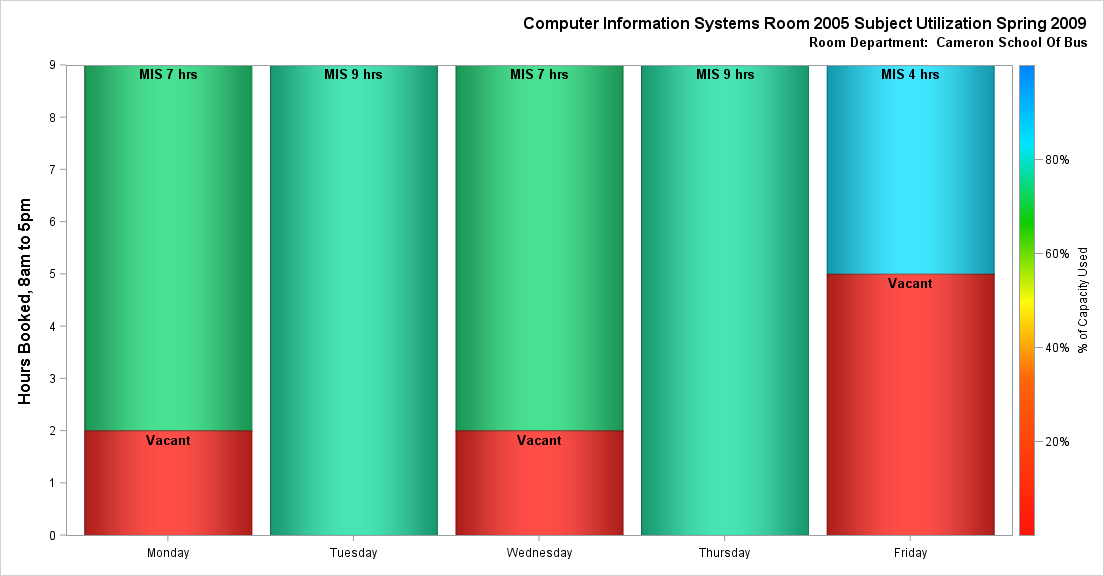 Computer Information Systems Room 2005 Subject Utilization Spring 2009
Room Department:  Cameron School Of Bus
Hours Booked, 8am to 5pm
9
8
7
6
5
4
3
2
1
0
MIS 7 hrs
Vacant
MIS 9 hrs
MIS 7 hrs
Vacant
MIS 9 hrs
MIS 4 hrs
Vacant
Monday
Tuesday
Wednesday
Thursday
Friday
80%
60%
40%
20%
% of Capacity Used